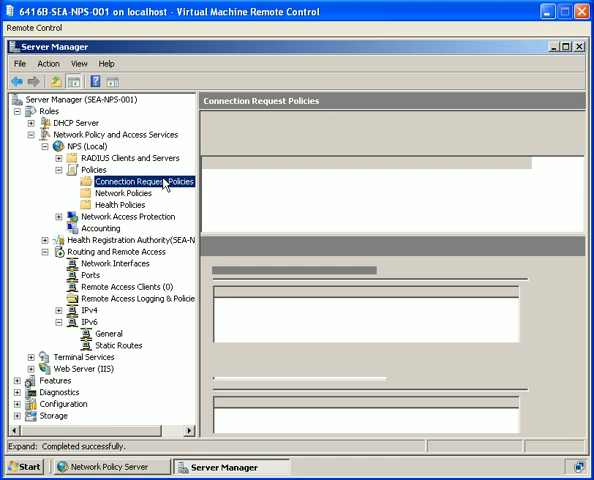 6416B-SEA-NPS-001 on localhost - Virtual Machine Remote Control
Remote Control
Server Manager
File Action View Help
Server Manager (SEA-NPS-001)
Connection Request Policies
Roles
DHCP Server
Network Policy and Access Services
NPS (Local)
RADIUS Clients and Servers
Policies
Connection Request Policies
Network Policies
Health Policies
Network Access Protection
Accounting
Health Registration Authority(SEA-N
Routing and Remote Access
Network Interfaces
Ports
Remote Access Clients (0)
Remote Access Logging & Policie
IPv4
IPv6
General
Static Routes
Terminal Services
Web Server (IIS)
Features
Diagnostics
Configuration
Storage
Expand: Completed successfully.
Start Network Policy Server Server Manager